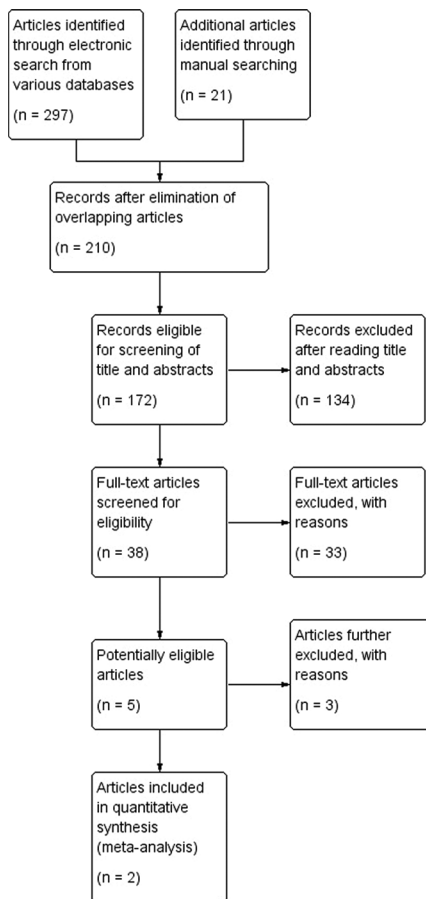 Articles identified
through electronic
search from
various databases
(n = 297)
Additional articles
identified through
manual searching
(n = 21)
Records after elimination of
overlapping articles
(n = 210)
Records eligible
for screening of
title and abstracts
(n = 172)
Records excluded
after reading title
and abstracts
(n = 134)
Full-text articles
screened for
eligibility
(n = 38)
Full-text articles
excluded, with
reasons
(n = 33)
Potentially eligible
articles
(n = 5)
Articles further
excluded, with
reasons
(n = 3)
Articles included
in quantitative
synthesis
(meta-analysis)
(n = 2)